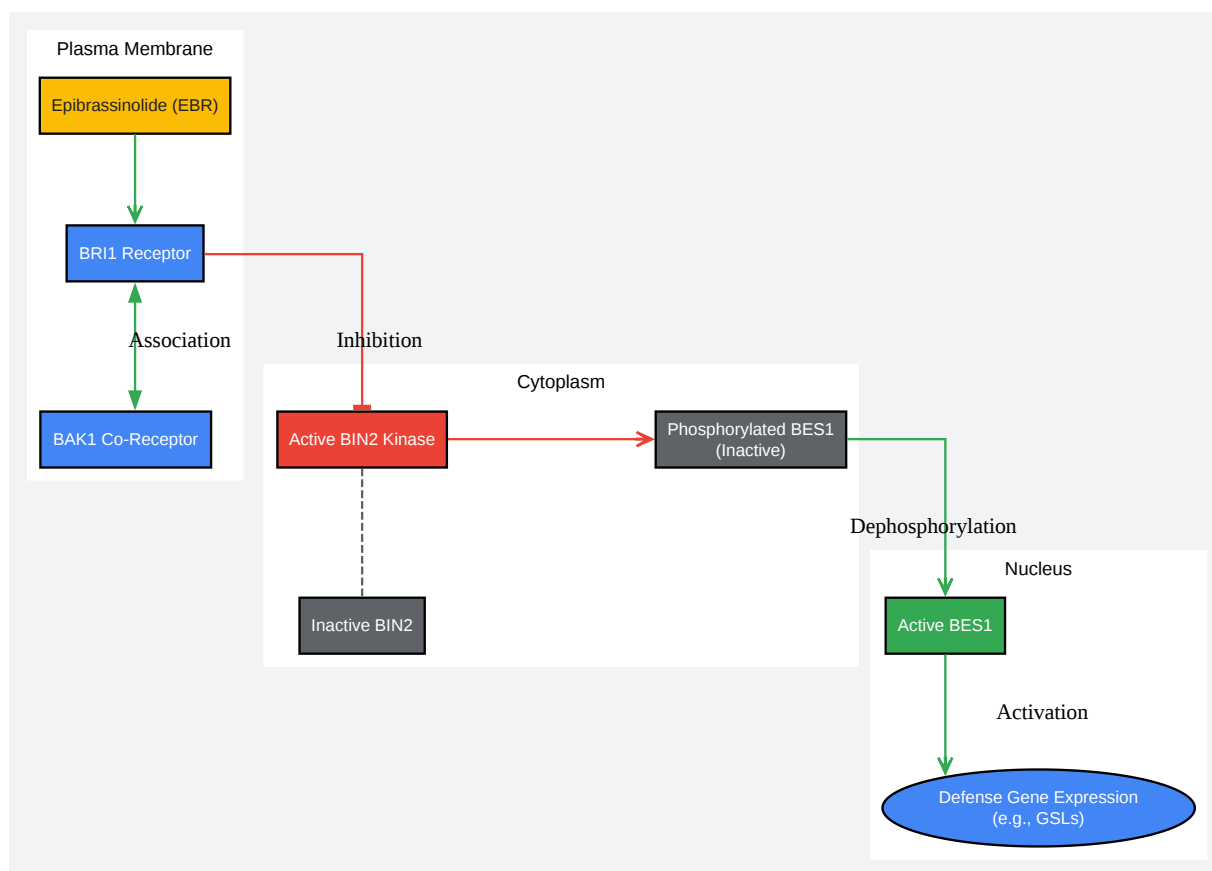 Plasma Membrane
Epibrassinolide (EBR)
BRI1 Receptor
Association
Inhibition
BAK1 Co-Receptor
Cytoplasm
Active BIN2 Kinase
Phosphorylated BES1
(Inactive)
Dephosphorylation
Inactive BIN2
Nucleus
Active BES1
Activation
Defense Gene Expression
(e.g., GSLs)